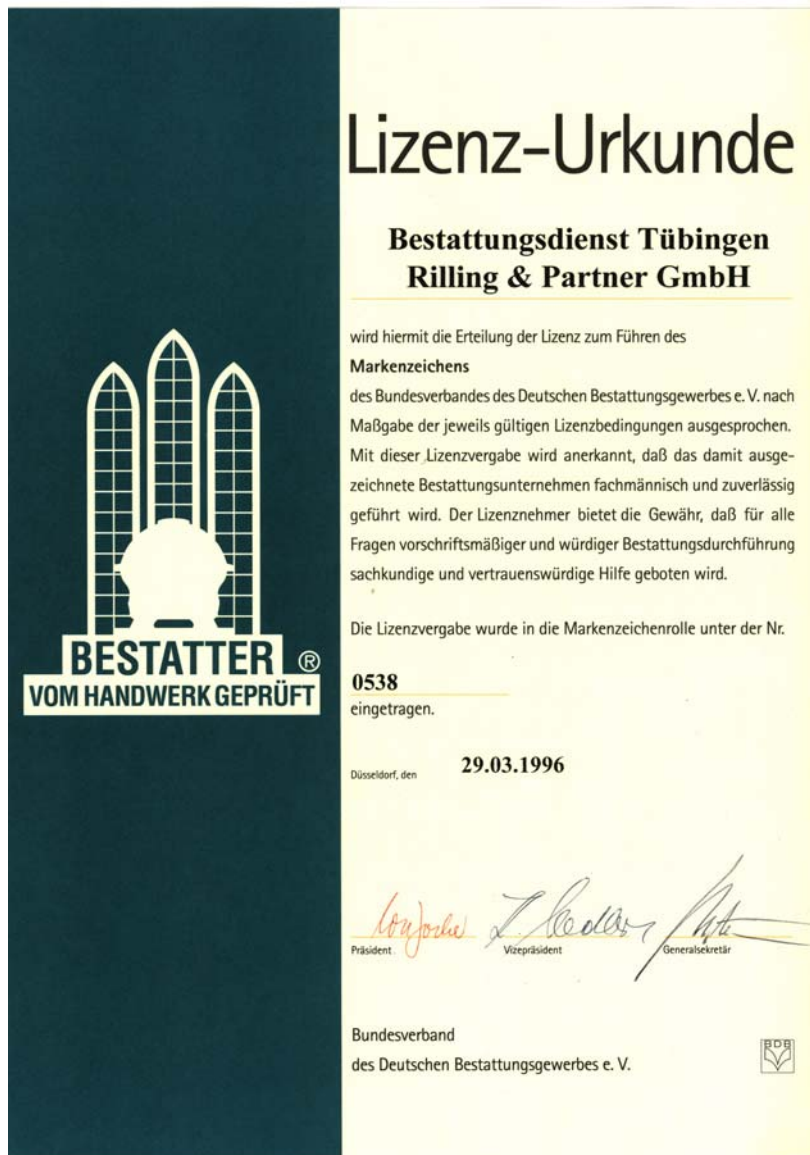 Lizenz-Urkunde
Bestattungsdienst Tübingen
Rilling & Partner GmbH
wird hiermit die Erteilung der Lizenz zum Führen des
Markenzeichens
des Bundesverbandes des Deutschen Bestattungsgewerbes e. V. nach
Maßgabe der jeweils gültigen Lizenzbedingungen ausgesprochen.
Mit dieser Lizenzvergabe wird anerkannt, daß das damit ausge-
zeichnete Bestattungsunternehmen fachmännisch und zuverlässig
geführt wird. Der Lizenznehmer bietet die Gewähr, daß für alle
Fragen vorschriftsmäßiger und würdiger Bestattungsdurchführung
sachkundige und vertrauenswürdige Hilfe geboten wird.
Die Lizenzvergabe wurde in die Markenzeichenrolle unter der Nr.
0538
eingetragen.
Düsseldorf, den 29.03.1996
Präsident Vizepräsident Generalsekretär
Bundesverband
des Deutschen Bestattungsgewerbes e. V.
BDB
BESTATTER ®
VOM HANDWERK GEPRÜFT